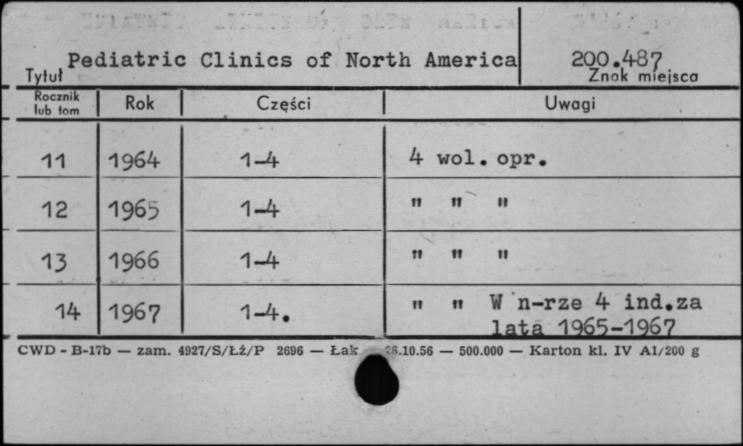 Pediatric Clinics of North America 200.487
Tytuł Znak miejsca
Rocznik lub tom Rok Części Uwagi
11 1964 1-4 4 wol. opr.
12 1965 1-4 " " "
13 1966 1-4 " " "
14 1967 1-4. " " W n-rze 4 ind.za
lata 1965-1967
CWD - B-17b — zam. 4927/S/Łź/P 2696 — Łak .10.56 — 500.000 — Karton kl. IV A1/200 g